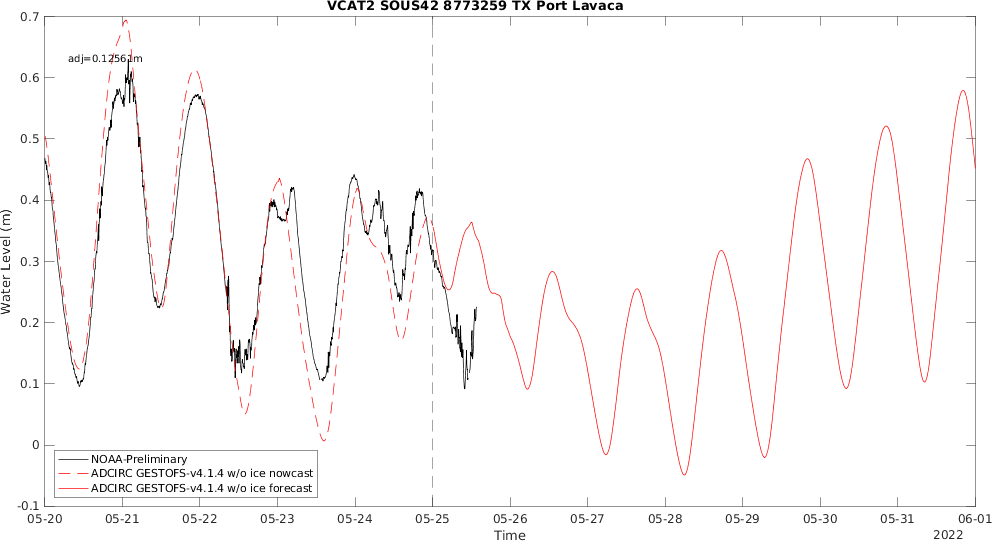 VCAT2 SOUS42 8773259 TX Port Lavaca
0.7
adj=0.12561m
0.6
0.5
0.4
0.3
0.2
0.1
0
-0.1
Water Level (m)
NOAA-Preliminary
ADCIRC GESTOFS-v4.1.4 w/o ice nowcast
ADCIRC GESTOFS-v4.1.4 w/o ice forecast
05-20 05-21 05-22 05-23 05-24 05-25 05-26 05-27 05-28 05-29 05-30 05-31 06-01
Time
2022